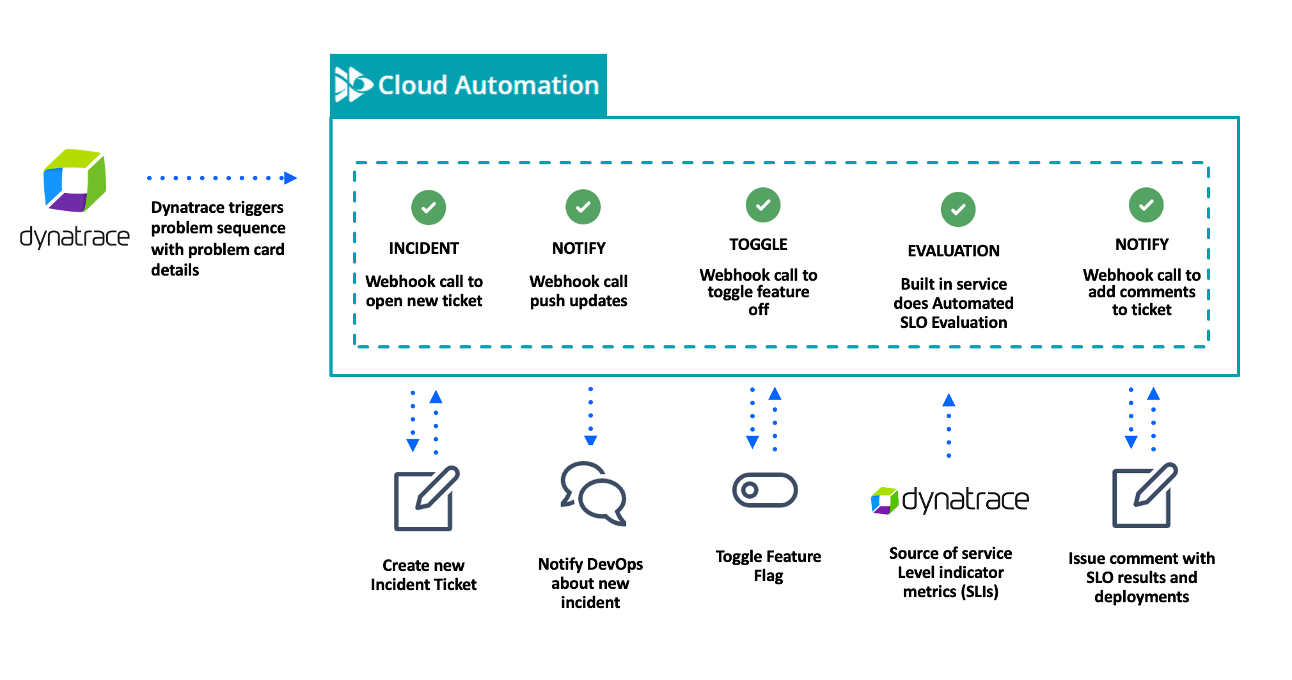 Cloud Automation
dynatrace
Dynatrace triggers
problem sequence
with problem card
details
INCIDENT
Webhook call to
open new ticket
NOTIFY
Webhook call
push updates
TOGGLE
Webhook call to
toggle feature
off
EVALUATION
Built in service
does Automated
SLO Evaluation
NOTIFY
Webhook call to
add comments
to ticket
Create new
Incident Ticket
Notify DevOps
about new
incident
Toggle Feature
Flag
dynatrace
Source of service
Level indicator
metrics (SLIs)
Issue comment with
SLO results and
deployments